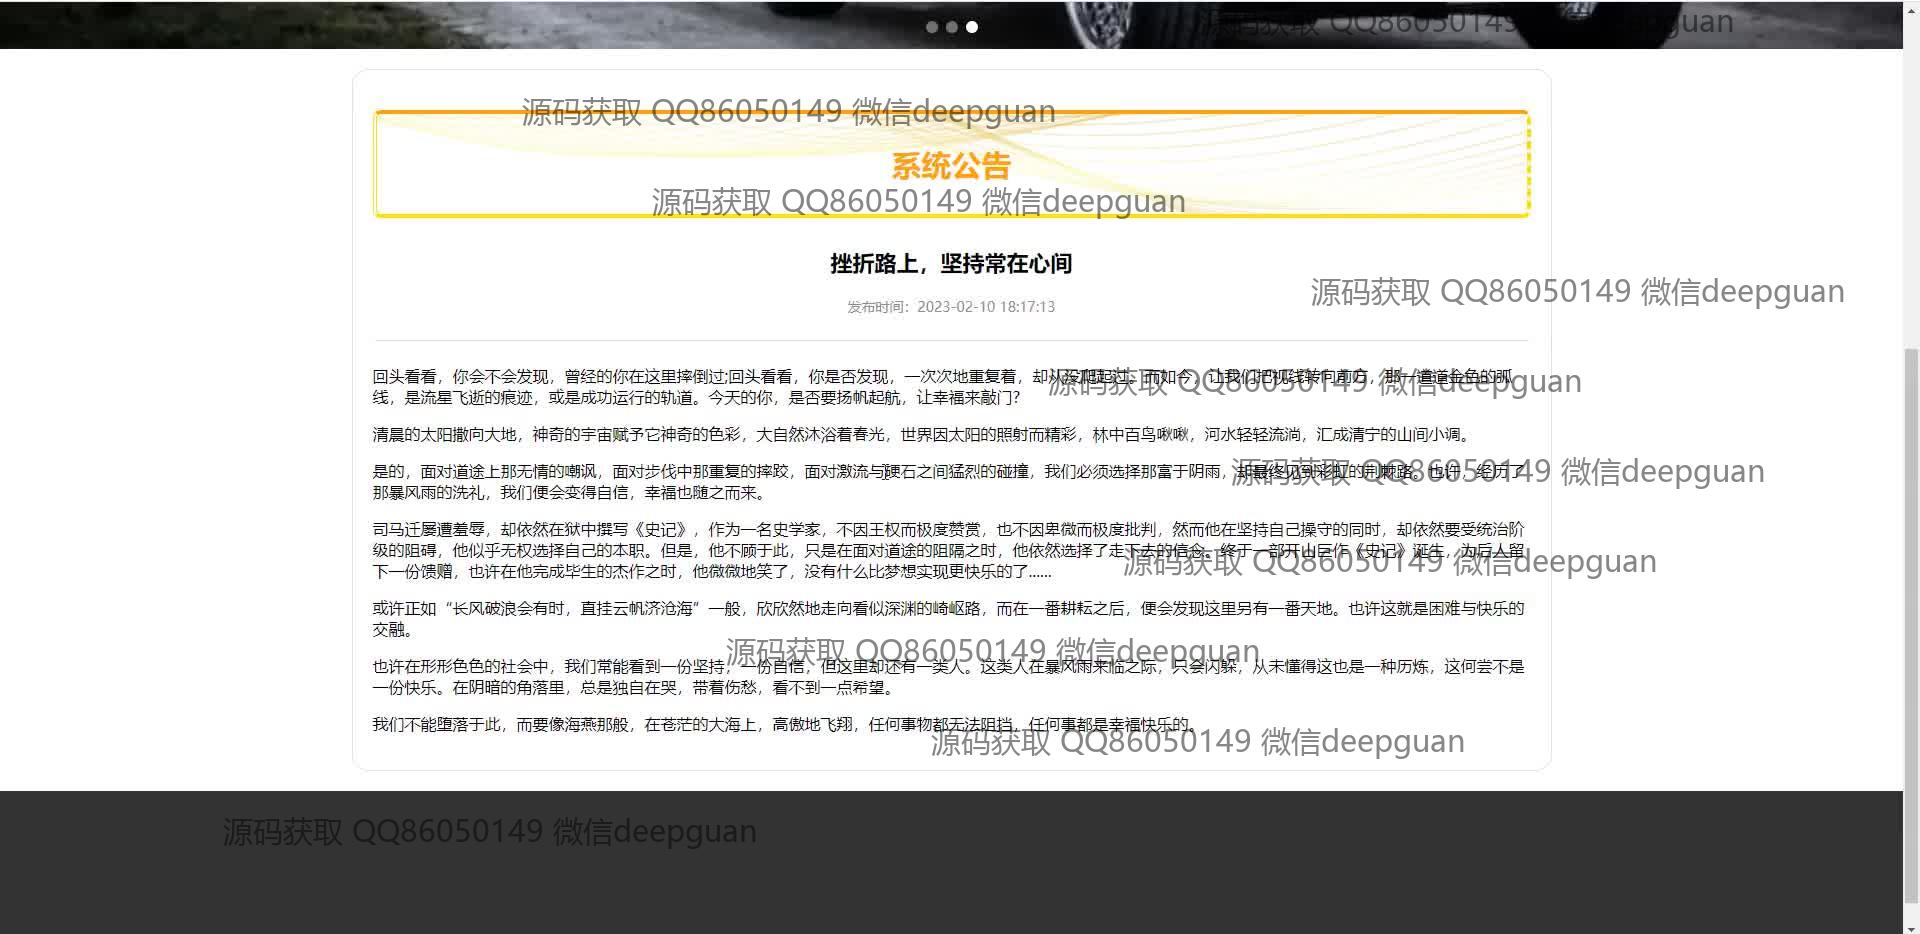 源码获取 QQ86050149 微信deepguan
源码获取 QQ86050149 微信deepguan
系统公告
源码获取 QQ86050149 微信deepguan
挫折路上，坚持常在心间
源码获取 QQ86050149 微信deepguan
发布时间：2023-02-10 18:17:13
回头看看，你会不会发现，曾经的你在这里摔倒过;回头看看，你是否发现，一次次地重复着，却从没爬起过。而如今，让我们把视线转向前方，那一道道金色的弧
源码获取 QQ86050149 微信deepguan
线，是流星飞逝的痕迹，或是成功运行的轨道。今天的你，是否要扬帆起航，让幸福来敲门？
清晨的太阳撒向大地，神奇的宇宙赋予它神奇的色彩，大自然沐浴着春光，世界因太阳的照射而精彩，林中百鸟啾啾，河水轻轻流淌，汇成清宁的山间小调。
是的，面对道途上那无情的嘲讽，面对步伐中那重复的摔跤，面对激流与硬石之间猛烈的碰撞，我们必须选择那富于阴雨，却最终见到彩虹的荆棘路。也许，经历了
源码获取 QQ86050149 微信deepguan
那暴风雨的洗礼，我们便会变得自信，幸福也随之而来。
司马迁屡遭羞辱，却依然在狱中撰写《史记》，作为一名史学家，不因王权而极度赞赏，也不因卑微而极度批判，然而他在坚持自己操守的同时，却依然要受统治阶
级的阻碍，他似乎无权选择自己的本职。但是，他不顾于此，只是在面对道途的阻隔之时，他依然选择了走下去的信念。终于一部开山巨作《史记》诞生，为后人留
源码获取 QQ86050149 微信deepguan
下一份馈赠，也许在他完成毕生的杰作之时，他微微地笑了，没有什么比梦想实现更快乐的了......
或许正如“长风破浪会有时，直挂云帆济沧海”一般，欣欣然地走向看似深渊的崎岖路，而在一番耕耘之后，便会发现这里另有一番天地。也许这就是困难与快乐的
交融。
源码获取 QQ86050149 微信deepguan
也许在形形色色的社会中，我们常能看到一份坚持，一份自信，但这里却还有一类人。这类人在暴风雨来临之际，只会闪躲，从未懂得这也是一种历炼，这何尝不是
一份快乐。在阴暗的角落里，总是独自在哭，带着伤愁，看不到一点希望。
我们不能堕落于此，而要像海燕那般，在苍茫的大海上，高傲地飞翔，任何事物都无法阻挡，任何事都是幸福快乐的。
源码获取 QQ86050149 微信deepguan
源码获取 QQ86050149 微信deepguan